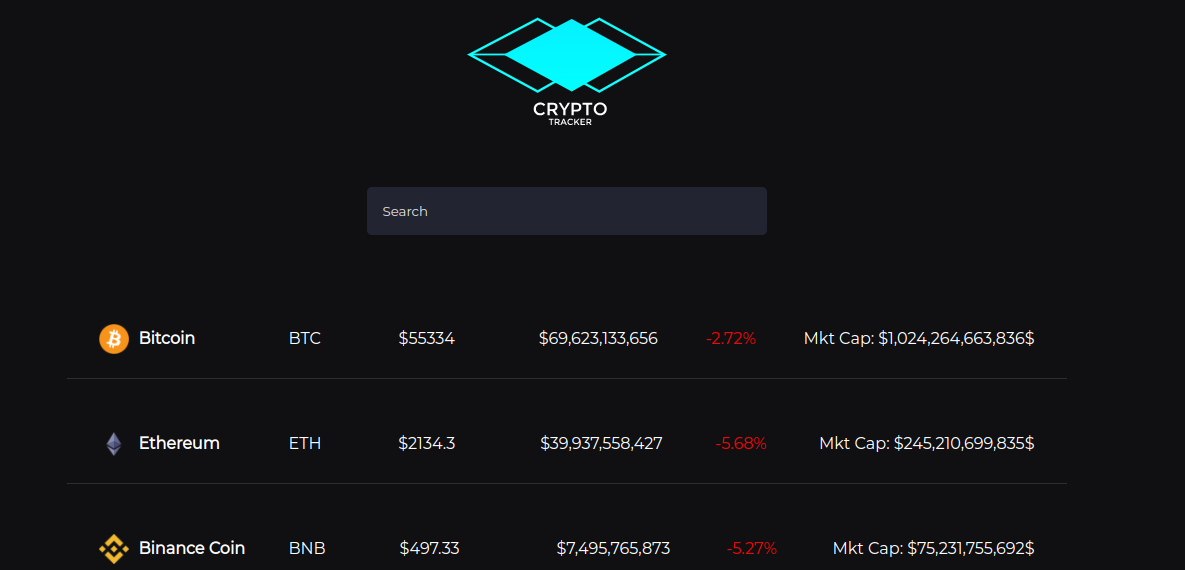 CRYPTO
TRACKER
Search
Bitcoin BTC $55334 $69,623,133,656 -2.72% Mkt Cap: $1,024,264,663,836$
Ethereum ETH $2134.3 $39,937,558,427 -5.68% Mkt Cap: $245,210,699,835$
Binance Coin BNB $497.33 $7,495,765,873 -5.27% Mkt Cap: $75,231,755,692$